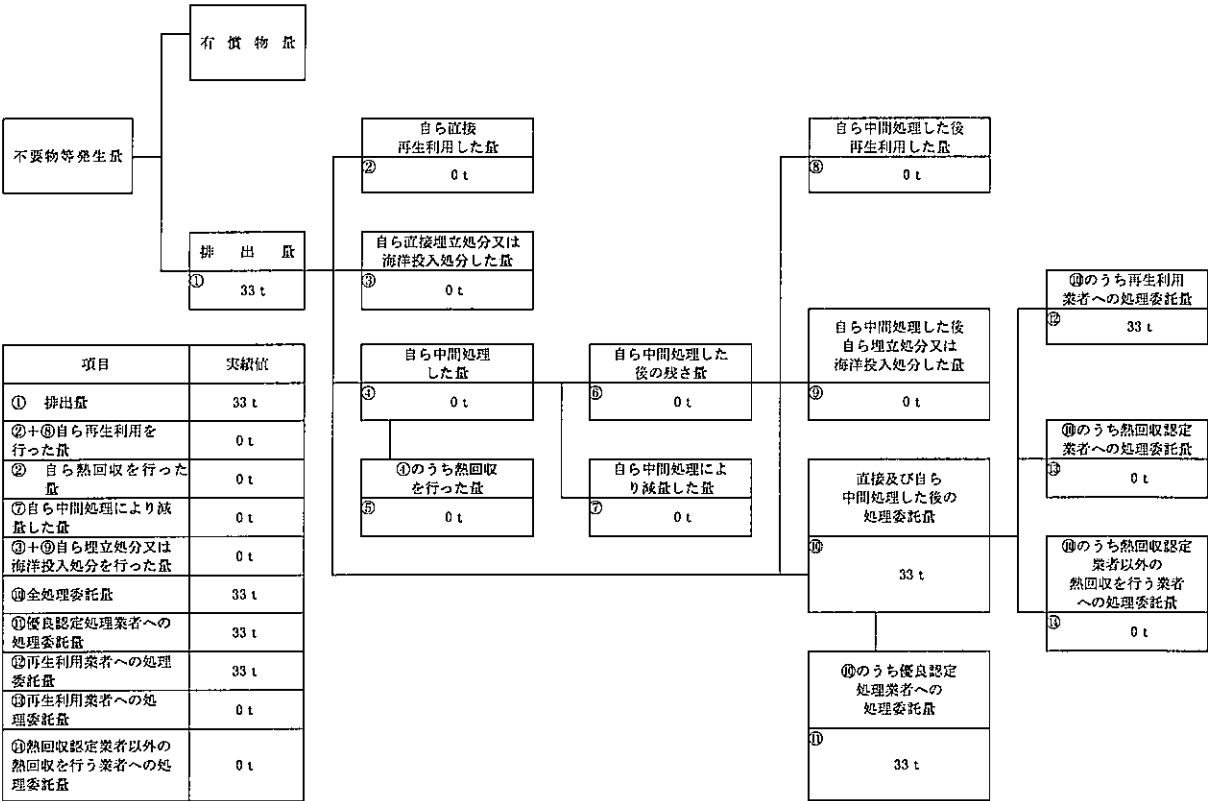 有償物量
不要物等発生量
排出量
①
33 t
自ら直接
再生利用した量
②
0 t
自ら直接埋立処分又は
海洋投入処分した量
③
0 t
自ら中間処理
した量
④
0 t
④のうち熱回収
を行った量
⑤
0 t
自ら中間処理した
後の残さ量
⑥
0 t
自ら中間処理によ
り減量した量
⑦
0 t
自ら中間処理した後
再生利用した量
⑧
0 t
自ら中間処理した後
自ら埋立処分又は
海洋投入処分した量
⑨
0 t
直接及び自ら
中間処理した後の
処理委託量
⑩
33 t
⑩のうち優良認定
処理業者への
処理委託量
⑪
33 t
⑩のうち再生利用
業者への処理委託量
⑫
33 t
⑩のうち熱回収認定
業者への処理委託量
⑬
0 t
⑩のうち熱回収認定
業者以外の
熱回収を行う業者
への処理委託量
⑭
0 t
項目 実績値
① 排出量 33 t
②+⑧自ら再生利用を
行った量 0 t
② 自ら熱回収を行った
量 0 t
⑦自ら中間処理により減
量した量 0 t
③+⑨自ら埋立処分又は
海洋投入処分を行った量 0 t
⑩全処理委託量 33 t
⑪優良認定処理業者への
処理委託量 33 t
⑫再生利用業者への処理
委託量 33 t
⑬再生利用業者への処
理委託量 0 t
⑭熱回収認定業者以外の
熱回収を行う業者への処
理委託量 0 t